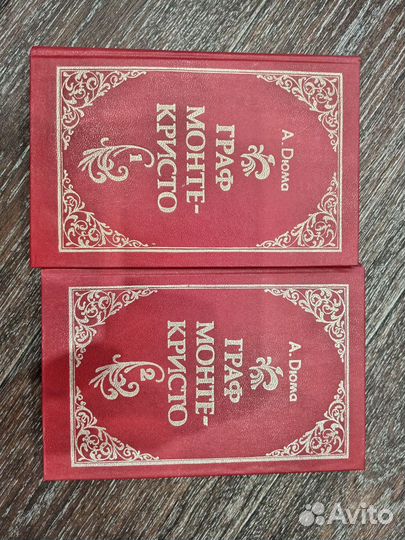 А. Дюма
ГРАФ
МОНТЕ-
КРИСТО
1
А. Дюма
ГРАФ
МОНТЕ-
КРИСТО
2
Avito